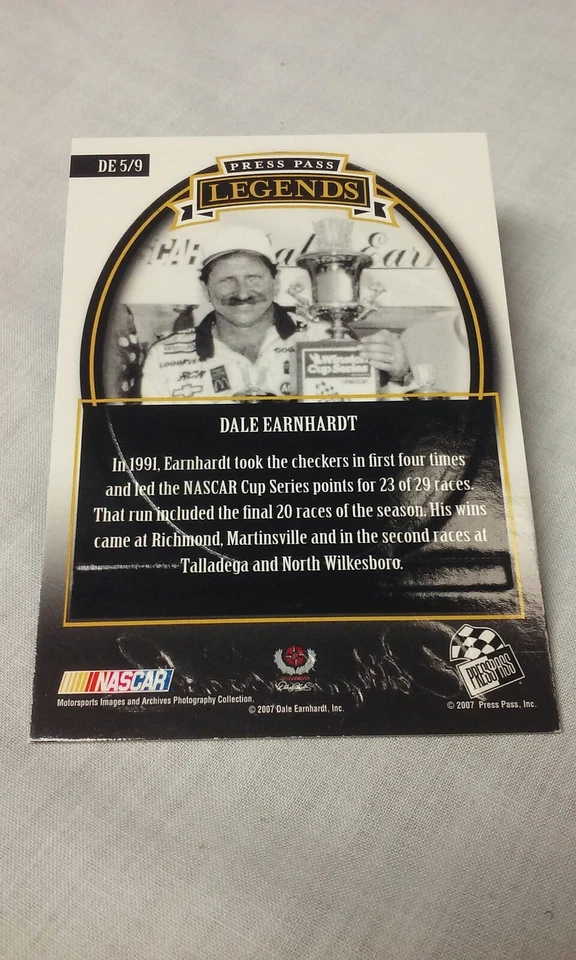 DE 5/9
PRESS PASS
LEGENDS
SCAR
Winston
Cup Series
GOODYEAR
DALE EARNHARDT
In 1991, Earnhardt took the checkers in first four times
and led the NASCAR Cup Series points for 23 of 29 races.
That run included the final 20 races of the season. His wins
came at Richmond, Martinsville and in the second races at
Talladega and North Wilkesboro.
NASCAR
PRESS PASS
Motorsports Images and Archives Photography Collection.
© 2007 Dale Earnhardt, Inc.
© 2007 Press Pass, Inc.